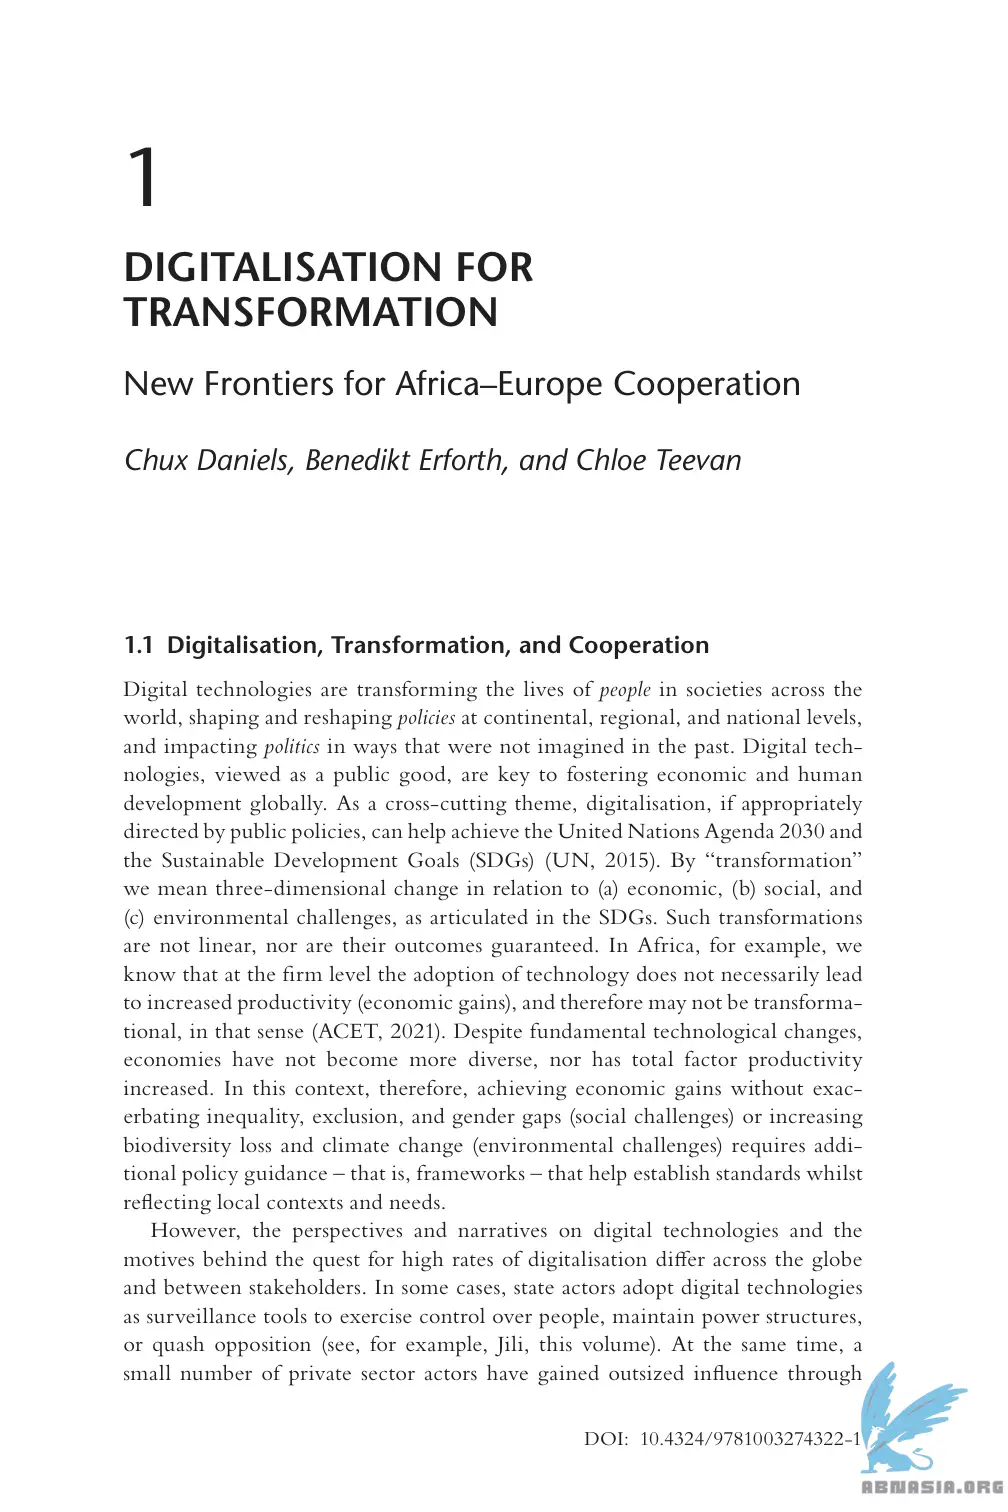 1
DIGITALISATION FOR
TRANSFORMATION
New Frontiers for Africa–Europe Cooperation
Chux Daniels, Benedikt Erforth, and Chloe Teevan
1.1 Digitalisation, Transformation, and Cooperation
Digital technologies are transforming the lives of people in societies across the
world, shaping and reshaping policies at continental, regional, and national levels,
and impacting politics in ways that were not imagined in the past. Digital tech-
nologies, viewed as a public good, are key to fostering economic and human
development globally. As a cross-cutting theme, digitalisation, if appropriately
directed by public policies, can help achieve the United Nations Agenda 2030 and
the Sustainable Development Goals (SDGs) (UN, 2015). By “transformation”
we mean three-dimensional change in relation to (a) economic, (b) social, and
(c) environmental challenges, as articulated in the SDGs. Such transformations
are not linear, nor are their outcomes guaranteed. In Africa, for example, we
know that at the firm level the adoption of technology does not necessarily lead
to increased productivity (economic gains), and therefore may not be transforma-
tional, in that sense (ACET, 2021). Despite fundamental technological changes,
economies have not become more diverse, nor has total factor productivity
increased. In this context, therefore, achieving economic gains without exac-
erbating inequality, exclusion, and gender gaps (social challenges) or increasing
biodiversity loss and climate change (environmental challenges) requires addi-
tional policy guidance – that is, frameworks – that help establish standards whilst
reflecting local contexts and needs.
However, the perspectives and narratives on digital technologies and the
motives behind the quest for high rates of digitalisation differ across the globe
and between stakeholders. In some cases, state actors adopt digital technologies
as surveillance tools to exercise control over people, maintain power structures,
or quash opposition (see, for example, Jili, this volume). At the same time, a
small number of private sector actors have gained outsized influence through
DOI: 10.4324/9781003274322-1
ABNASIA.ORG